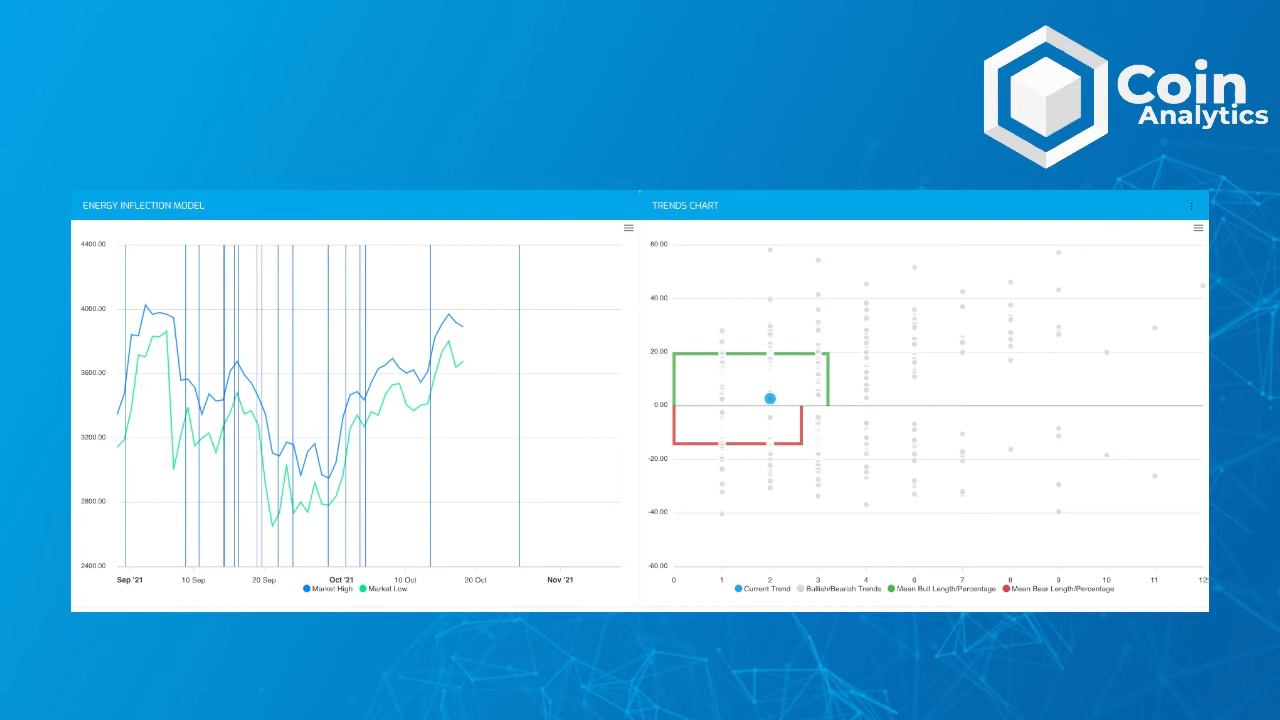 Coin
Analytics
ENERGY INFLECTION MODEL
4400.00
4000.00
3600.00
3200.00
2800.00
2400.00
Sep '21 10 Sep 20 Sep Oct '21 10 Oct 20 Oct Nov '21
Market High Market Low
TRENDS CHART
60.00
40.00
20.00
0.00
-20.00
-40.00
-60.00
0 1 2 3 4 5 6 7 8 9 10 11 12
Current Trend Bullish/Bearish Trends Mean Bull Length/Percentage Mean Bear Length/Percentage